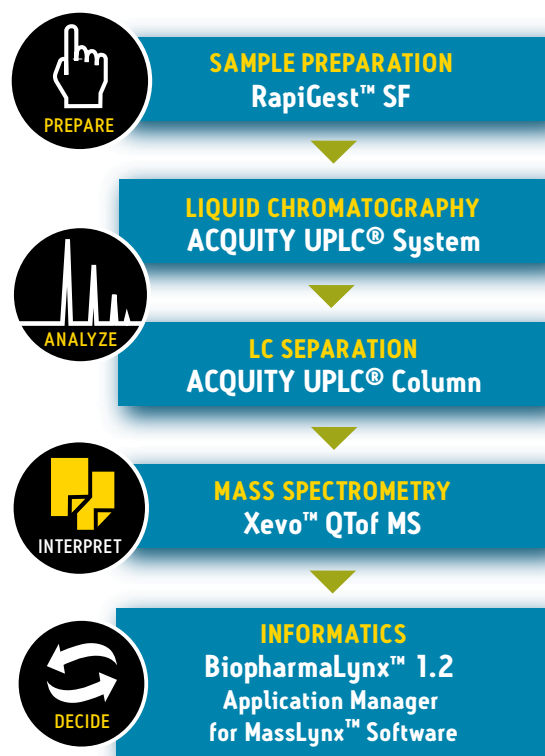 PREPARE
SAMPLE PREPARATION
RapiGest™ SF
LIQUID CHROMATOGRAPHY
ACQUITY UPLC® System
ANALYZE
LC SEPARATION
ACQUITY UPLC® Column
INTERPRET
MASS SPECTROMETRY
Xevo™ QTof MS
DECIDE
INFORMATICS
BiopharmaLynx™ 1.2
Application Manager
for MassLynx™ Software